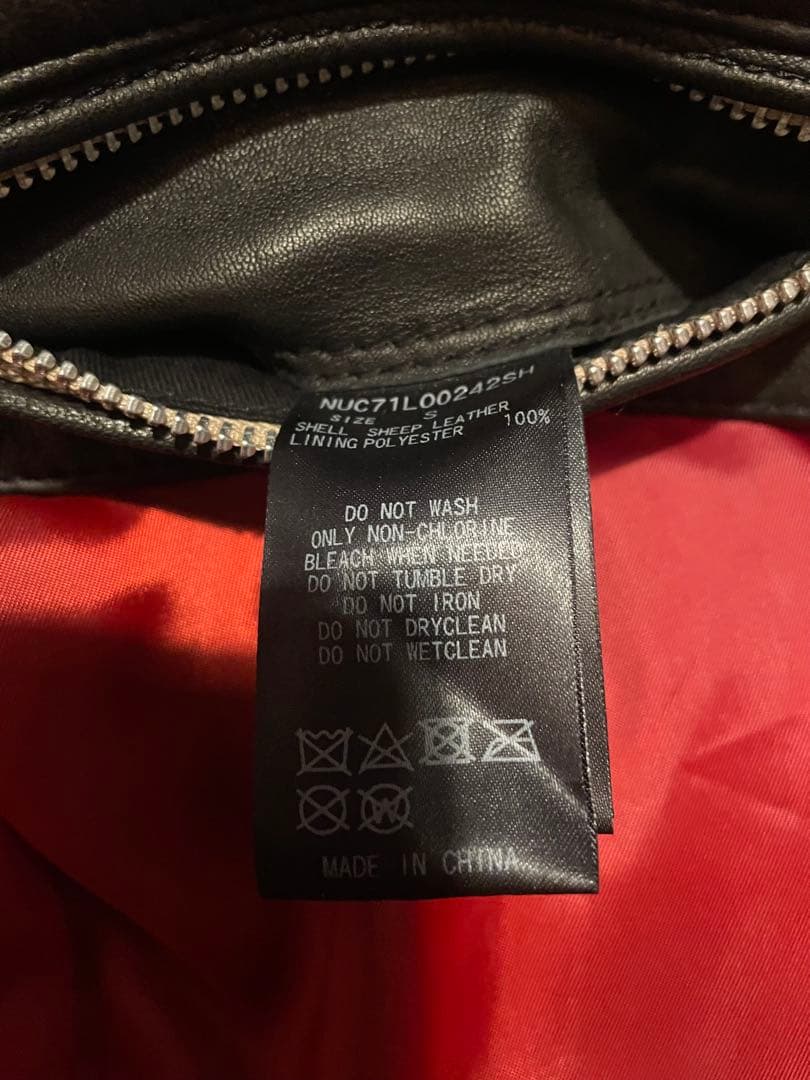 NUC71L00242SH
SIZE S
SHELL SHEEP LEATHER 100%
LINING POLYESTER
DO NOT WASH
ONLY NON-CHLORINE
BLEACH WHEN NEEDED
DO NOT TUMBLE DRY
DO NOT IRON
DO NOT DRYCLEAN
DO NOT WETCLEAN
W
MADE IN CHINA